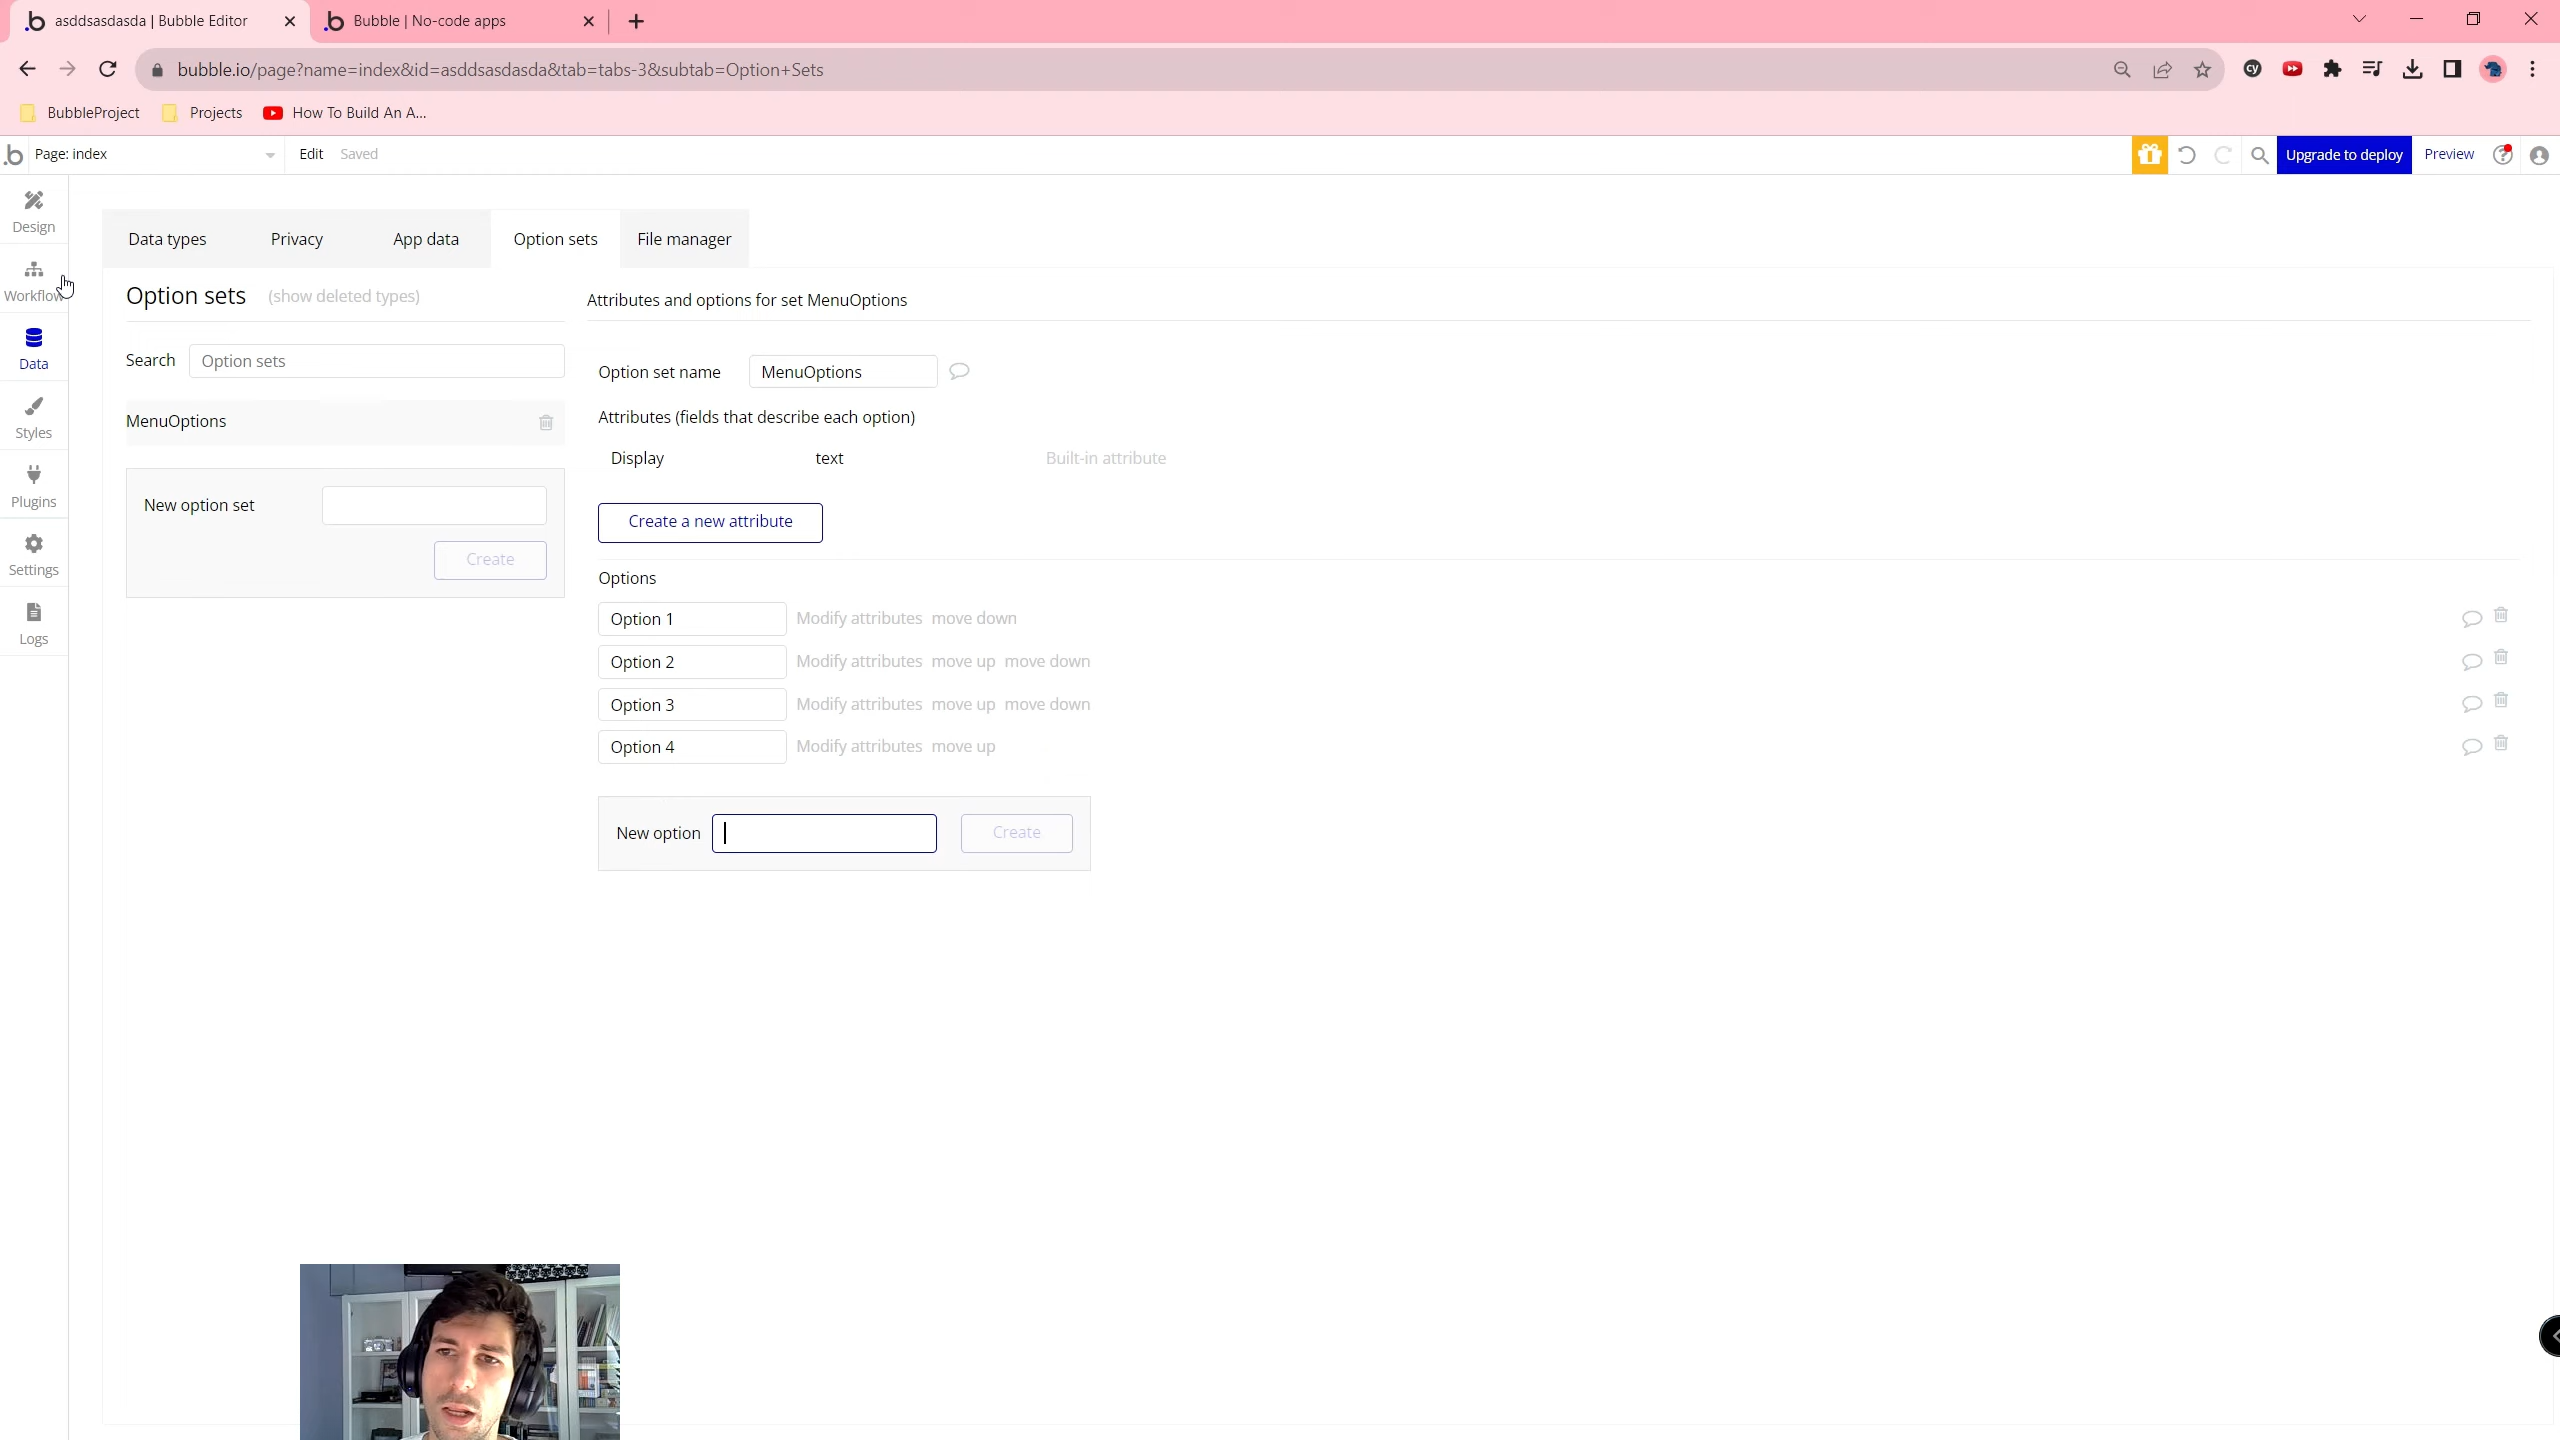 asddsasdasda | Bubble Editor
Bubble | No-code apps
bubble.io/page?name=index&id=asddsasdasda&tab=tabs-3&subtab=Option+Sets
BubbleProject
Projects
How To Build An A...
Page: index
Edit
Saved
Upgrade to deploy
Preview
Design
Workflow
Data
Styles
Plugins
Settings
Logs
Data types
Privacy
App data
Option sets
File manager
Option sets
(show deleted types)
Search
Option sets
MenuOptions
New option set
Create
Attributes and options for set MenuOptions
Option set name
MenuOptions
Attributes (fields that describe each option)
Display
text
Built-in attribute
Create a new attribute
Options
Option 1
Modify attributes
move down
Option 2
Modify attributes
move up
move down
Option 3
Modify attributes
move up
move down
Option 4
Modify attributes
move up
New option
Create